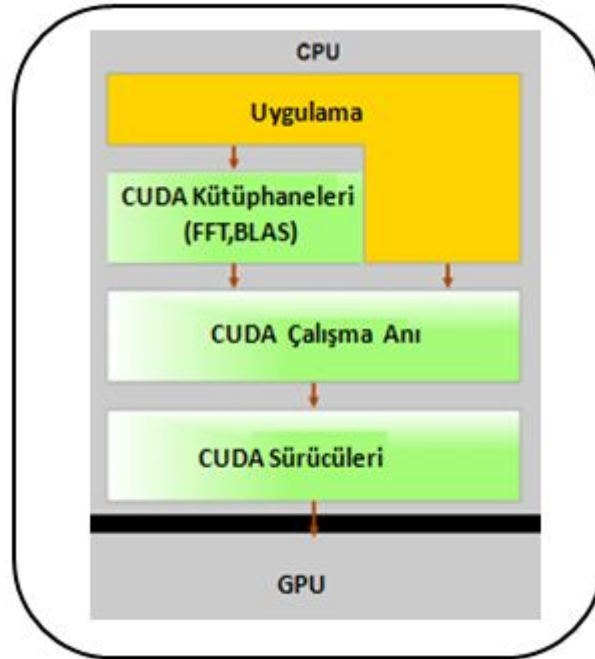 CPU
Uygulama
CUDA Kütüphaneleri
(FFT,BLAS)
CUDA Çalışma Anı
CUDA Sürücüleri
GPU